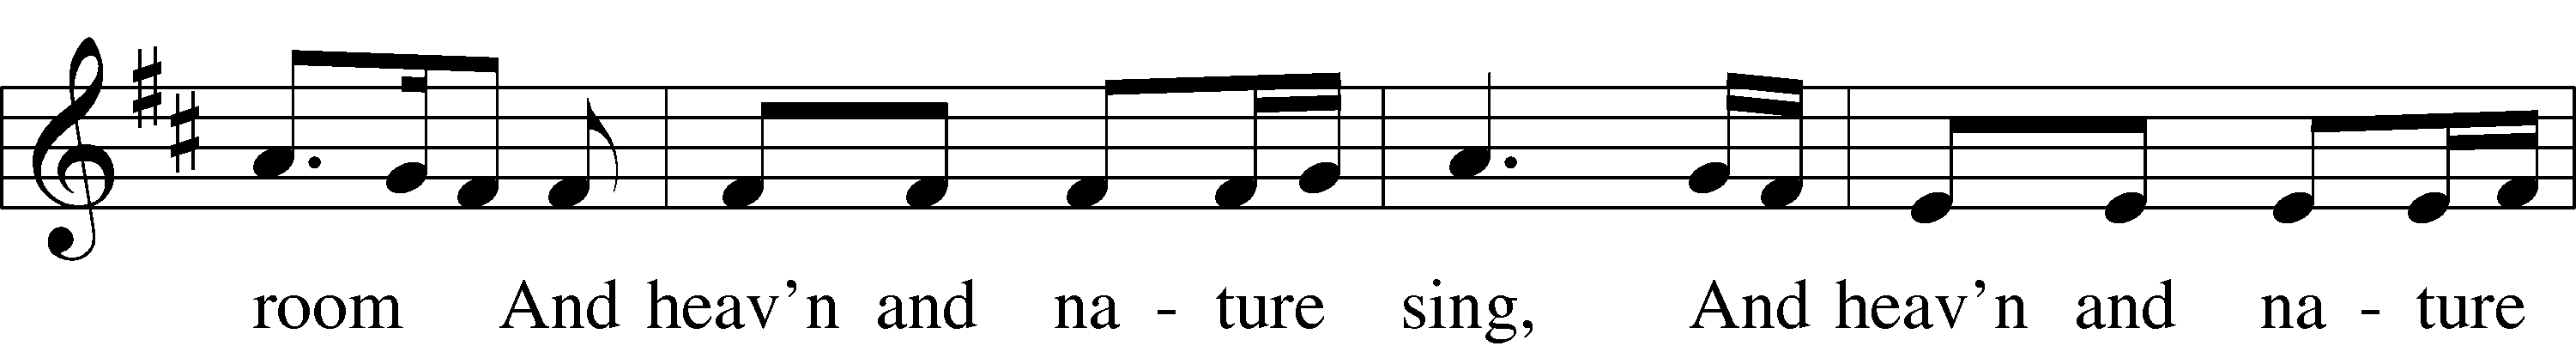 room And heav’n and na - ture sing, And heav’n and na - ture